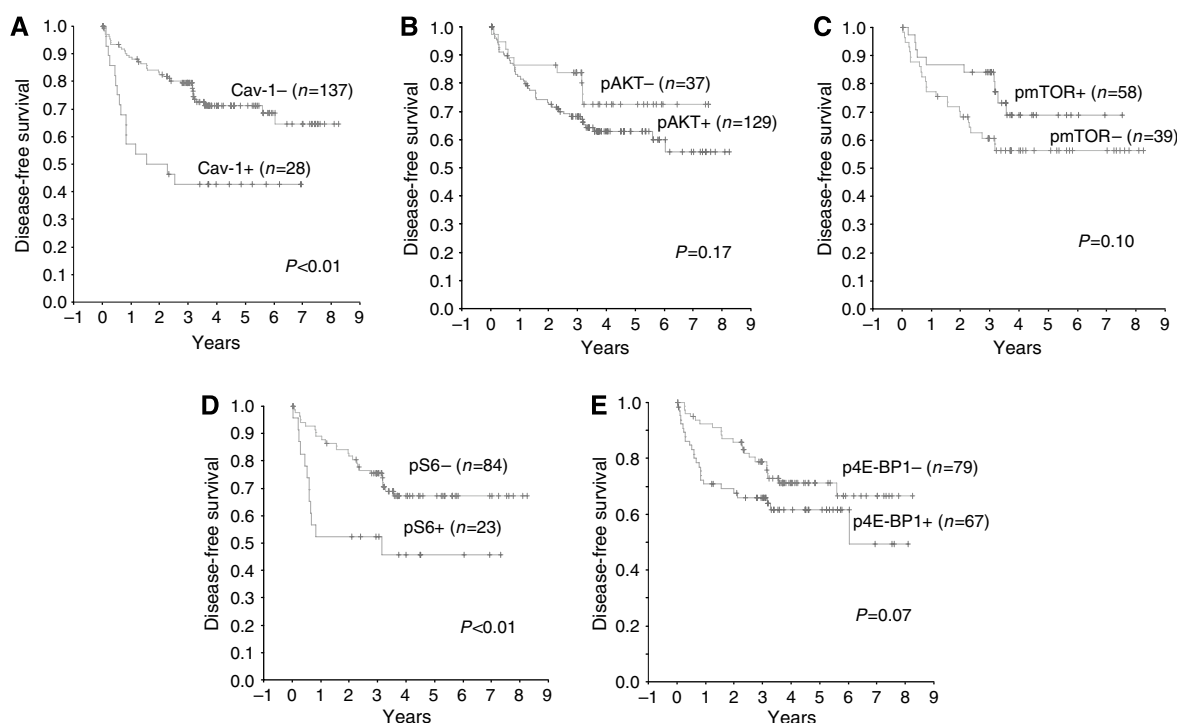 A
Disease-free survival
1.0
0.9
0.8
0.7
0.6
0.5
0.4
0.3
0.2
0.1
0.0
Cav-1– (n=137)
Cav-1+ (n=28)
P<0.01
–1 0 1 2 3 4 5 6 7 8 9
Years
B
Disease-free survival
1.0
0.9
0.8
0.7
0.6
0.5
0.4
0.3
0.2
0.1
0.0
pAKT– (n=37)
pAKT+ (n=129)
P=0.17
–1 0 1 2 3 4 5 6 7 8 9
Years
C
Disease-free survival
1.0
0.9
0.8
0.7
0.6
0.5
0.4
0.3
0.2
0.1
0.0
pmTOR+ (n=58)
pmTOR– (n=39)
P=0.10
–1 0 1 2 3 4 5 6 7 8 9
Years
D
Disease-free survival
1.0
0.9
0.8
0.7
0.6
0.5
0.4
0.3
0.2
0.1
0.0
pS6– (n=84)
pS6+ (n=23)
P<0.01
–1 0 1 2 3 4 5 6 7 8 9
Years
E
Disease-free survival
1.0
0.8
0.6
0.4
0.2
0.0
p4E-BP1– (n=79)
p4E-BP1+ (n=67)
P=0.07
–1 0 1 2 3 4 5 6 7 8 9
Years